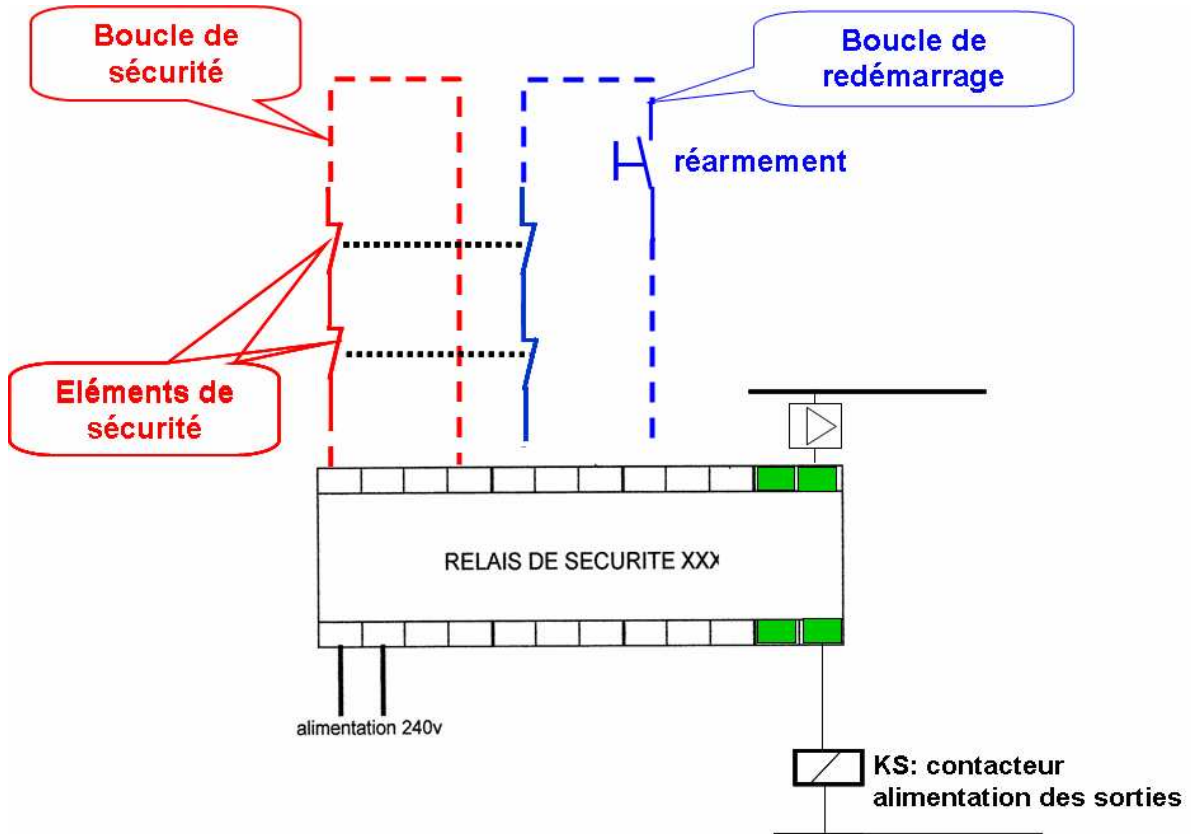 Boucle de
sécurité
Boucle de
redémarrage
réarmement
Eléments de
sécurité
RELAIS DE SECURITE XXX
alimentation 240v
KS: contacteur
alimentation des sorties